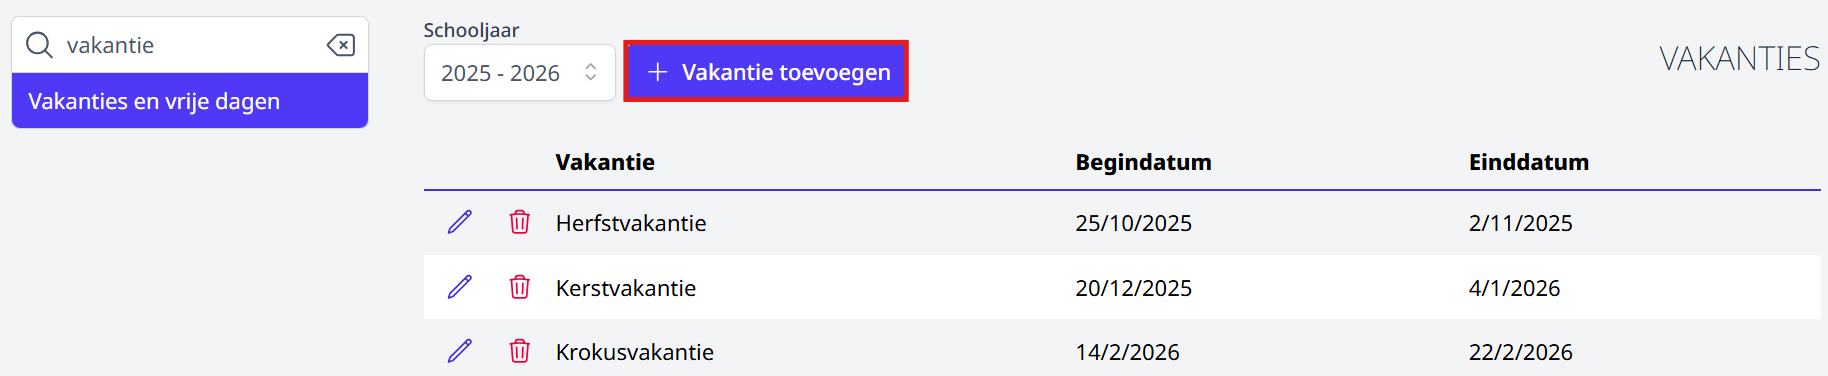 vakantie
Vakanties en vrije dagen
Schooljaar
2025 - 2026
Vakantie toevoegen
VAKANTIES
Vakantie Begindatum Einddatum
Herfstvakantie 25/10/2025 2/11/2025
Kerstvakantie 20/12/2025 4/1/2026
Krokusvakantie 14/2/2026 22/2/2026